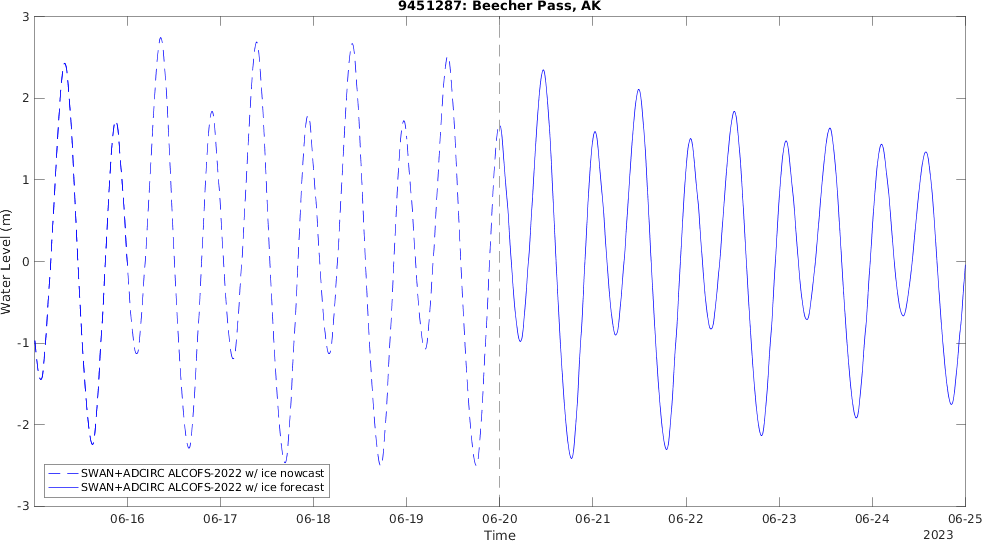 9451287: Beecher Pass, AK
3
2
1
0
-1
-2
-3
Water Level (m)
SWAN+ADCIRC ALCOFS-2022 w/ ice nowcast
SWAN+ADCIRC ALCOFS-2022 w/ ice forecast
06-16 06-17 06-18 06-19 06-20 06-21 06-22 06-23 06-24 06-25
Time
2023